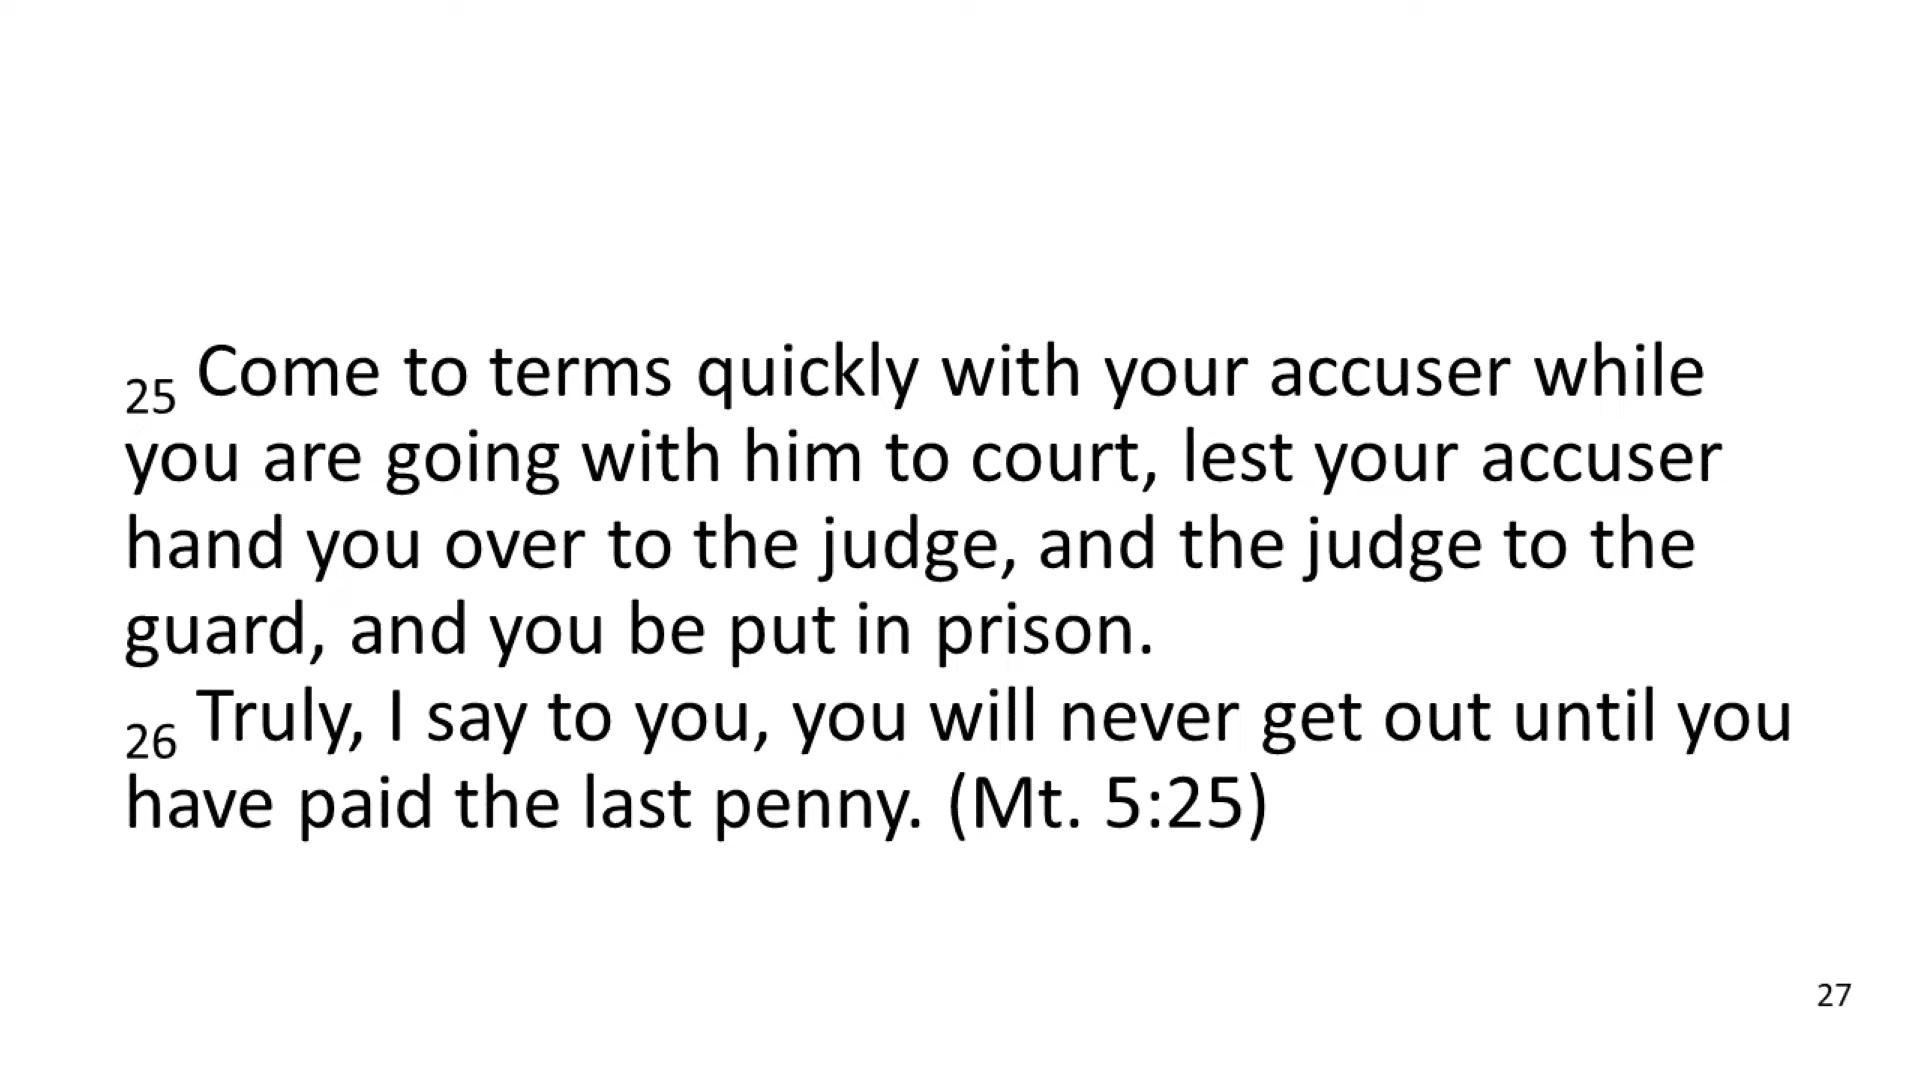 25 Come to terms quickly with your accuser while
you are going with him to court, lest your accuser
hand you over to the judge, and the judge to the
guard, and you be put in prison.
26 Truly, I say to you, you will never get out until you
have paid the last penny. (Mt. 5:25)
27